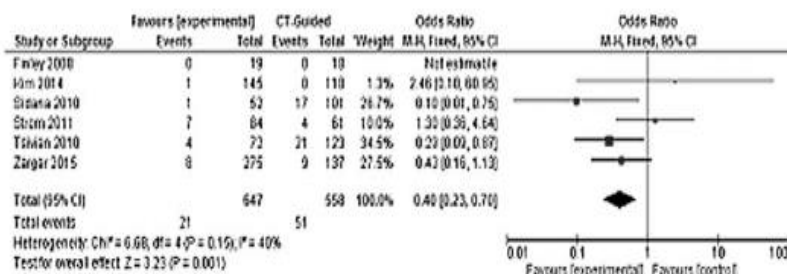 Favours [experimental] CT-Guided Odds Ratio Odds Ratio
Study or Subgroup Events Total Events Total Weight M-H, Fixed, 95% CI M-H, Fixed, 95% CI
Finley 2008 0 19 0 18 Not estimable
Kim 2014 1 145 0 118 1.3% 2.46 [0.10, 60.95]
Sidana 2010 1 52 17 101 26.7% 0.10 [0.01, 0.75]
Strom 2011 7 84 4 61 10.0% 1.30 [0.36, 4.64]
Tsivian 2010 4 72 21 123 34.5% 0.29 [0.09, 0.87]
Zargar 2015 8 275 9 137 27.5% 0.43 [0.16, 1.13]
Total (95% CI) 647 558 100.0% 0.40 [0.23, 0.70]
Total events 21 51
Heterogeneity: Chi² = 6.68, df = 4 (P = 0.15); I² = 40%
Test for overall effect: Z = 3.23 (P = 0.001)
0.01 0.1 1 10 100
Favours [experimental] Favours [control]